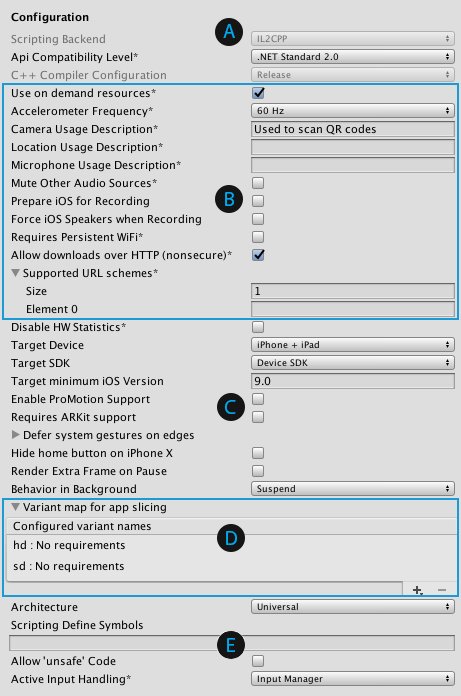 Configuration
A
Scripting Backend IL2CPP
Api Compatibility Level* .NET Standard 2.0
C++ Compiler Configuration Release
Use on demand resources*
Accelerometer Frequency* 60 Hz
Camera Usage Description* Used to scan QR codes
Location Usage Description*
Microphone Usage Description*
Mute Other Audio Sources*
Prepare iOS for Recording
B
Force iOS Speakers when Recording
Requires Persistent WiFi*
Allow downloads over HTTP (nonsecure)*
Supported URL schemes*
Size 1
Element 0
Disable HW Statistics*
Target Device iPhone + iPad
Target SDK Device SDK
Target minimum iOS Version 9.0
Enable ProMotion Support
C
Requires ARKit support
Defer system gestures on edges
Hide home button on iPhone X
Render Extra Frame on Pause
Behavior in Background Suspend
Variant map for app slicing
Configured variant names
D
hd : No requirements
sd : No requirements
Architecture Universal
Scripting Define Symbols
E
Allow 'unsafe' Code
Active Input Handling* Input Manager